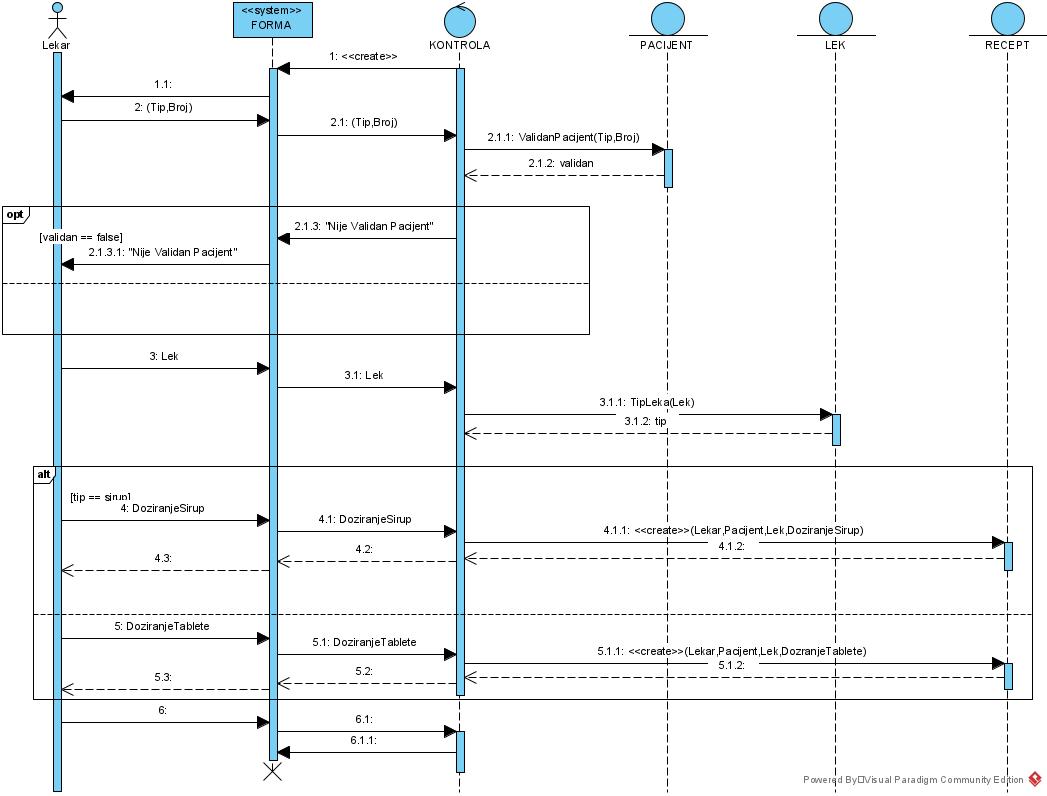 <<system>>
FORMA
Lekar
KONTROLA
PACIJENT
LEK
RECEPT
1: <<create>>
1.1:
2: (Tip,Broj)
2.1: (Tip,Broj)
2.1.1: ValidanPacijent(Tip,Broj)
2.1.2: validan
opt
[validan == false]
2.1.3: "Nije Validan Pacijent"
2.1.3.1: "Nije Validan Pacijent"
3: Lek
3.1: Lek
3.1.1: TipLeka(Lek)
3.1.2: tip
alt
[tip == sirup]
4: DoziranjeSirup
4.1: DoziranjeSirup
4.1.1: <<create>>(Lekar,Pacijent,Lek,DoziranjeSirup)
4.1.2:
4.2:
4.3:
5: DoziranjeTablete
5.1: DoziranjeTablete
5.1.1: <<create>>(Lekar,Pacijent,Lek,DozranjeTablete)
5.1.2:
5.2:
5.3:
6:
6.1:
6.1.1:
Powered By Visual Paradigm Community Edition